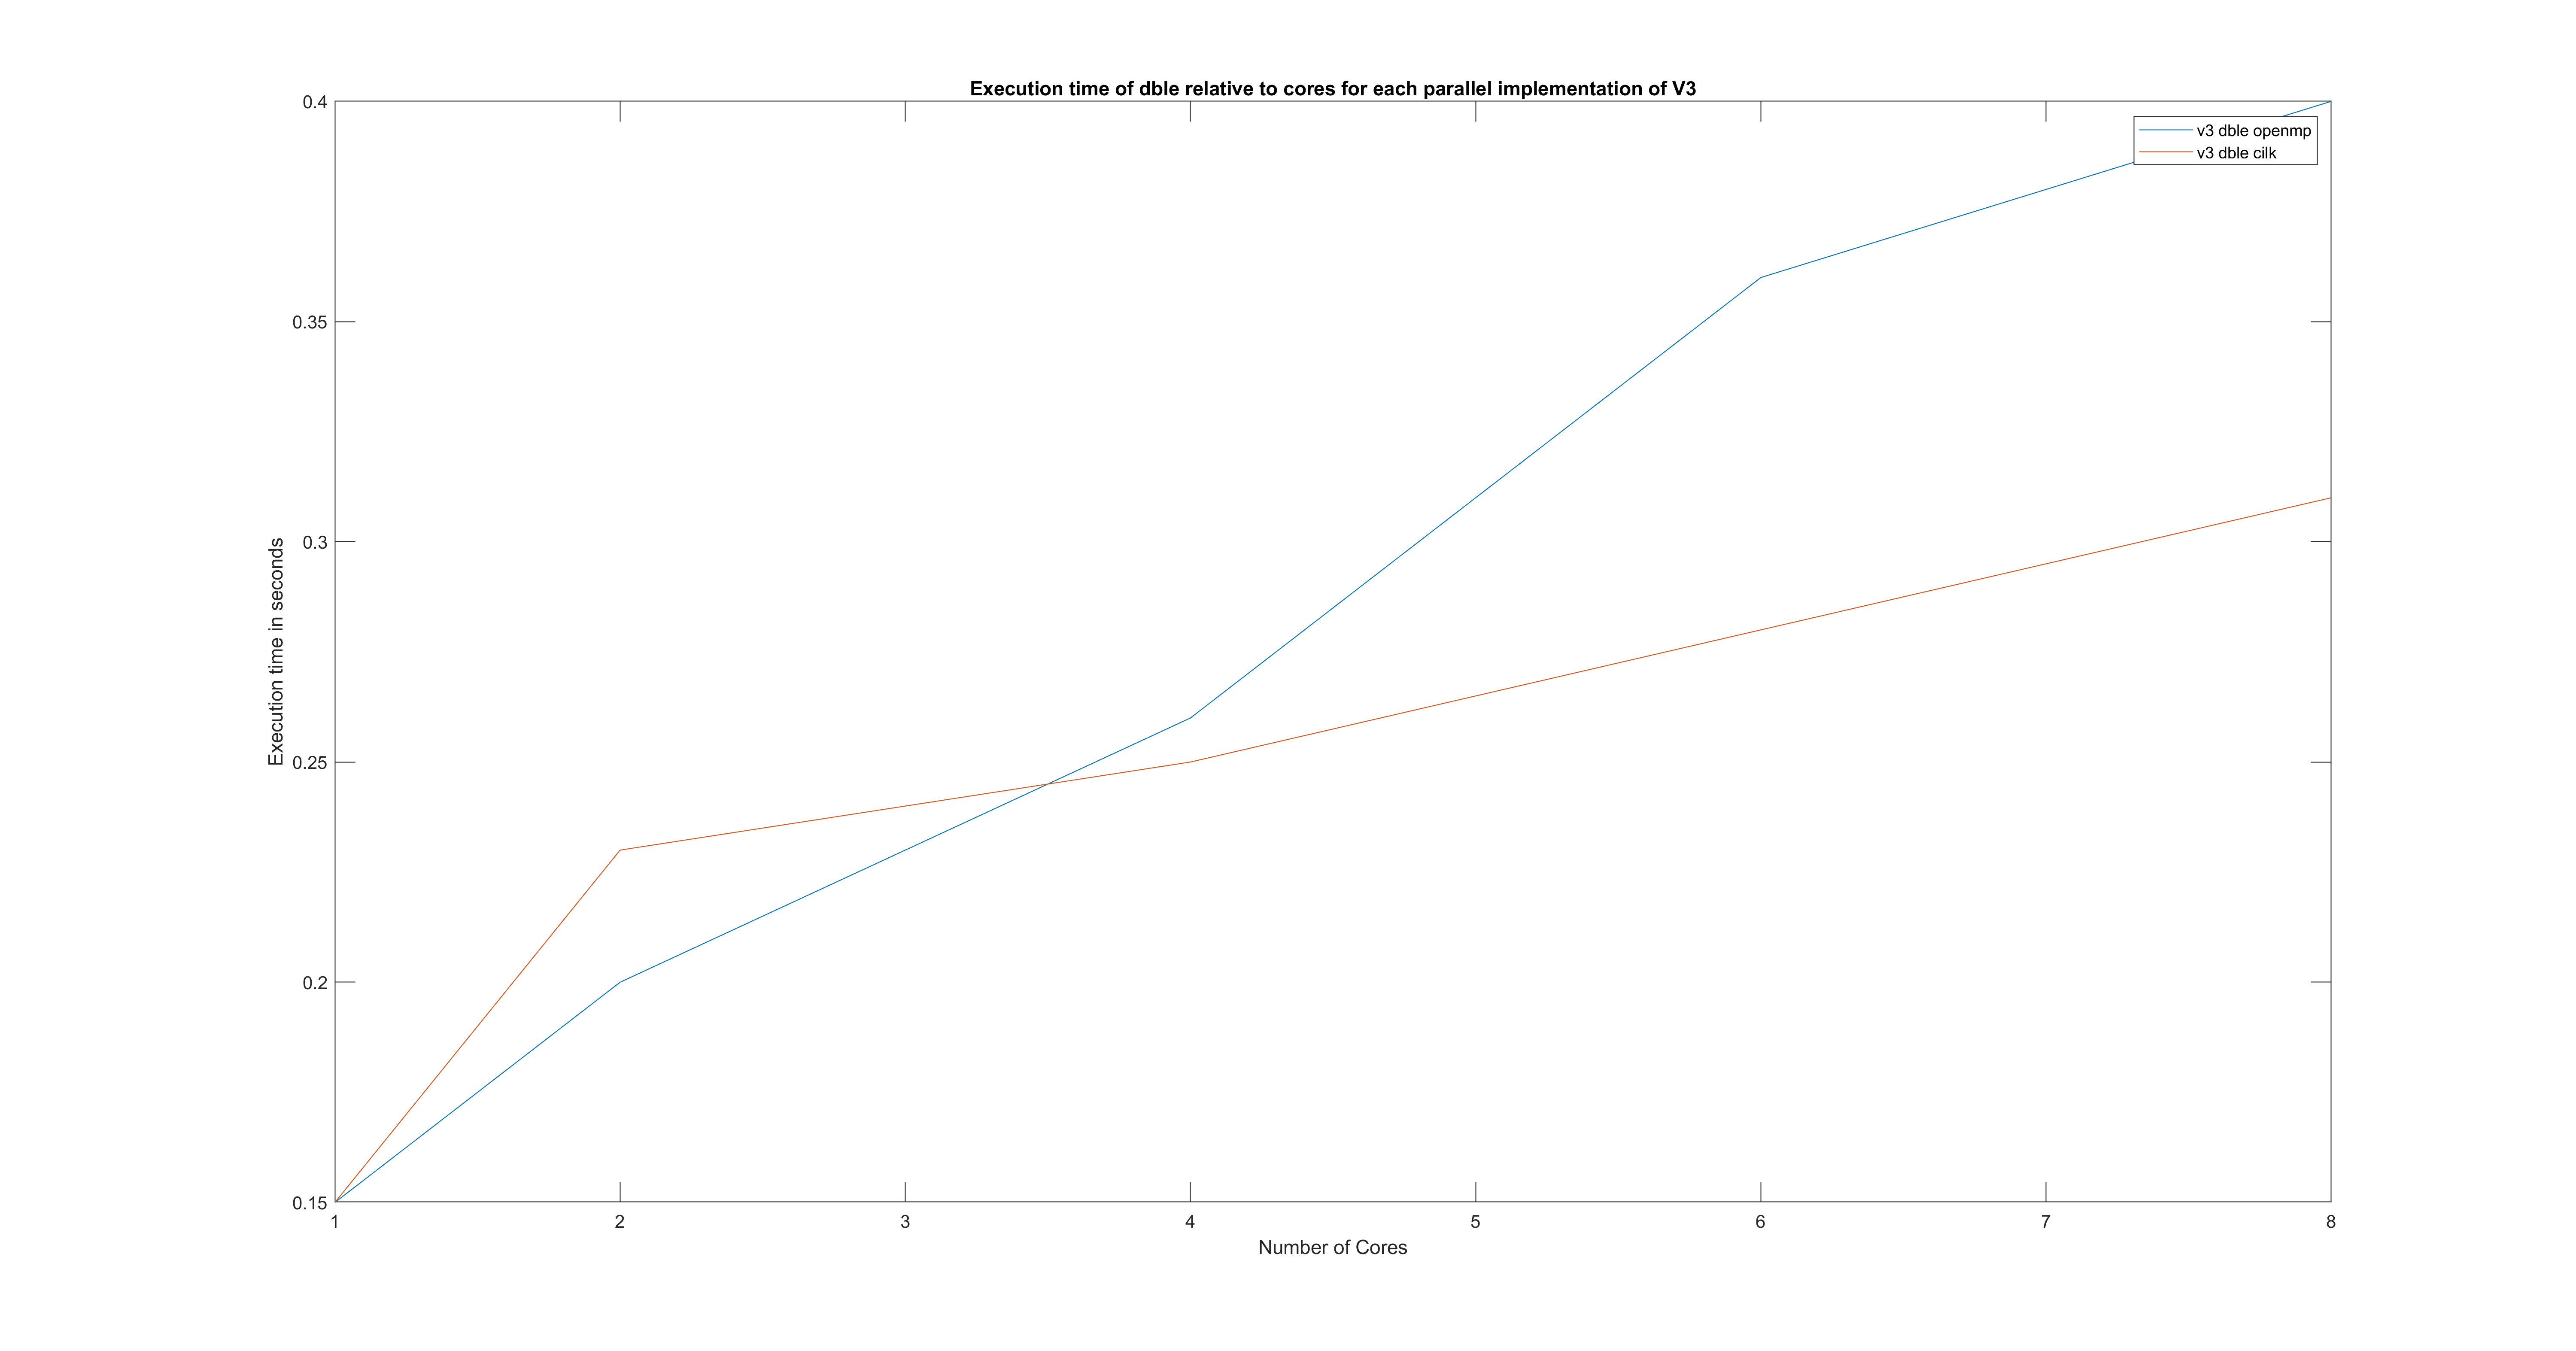 Execution time of dble relative to cores for each parallel implementation of V3
0.4
v3 dble openmp
v3 dble cilk
0.35
0.3
0.25
0.2
0.15
Execution time in seconds
1 2 3 4 5 6 7 8
Number of Cores